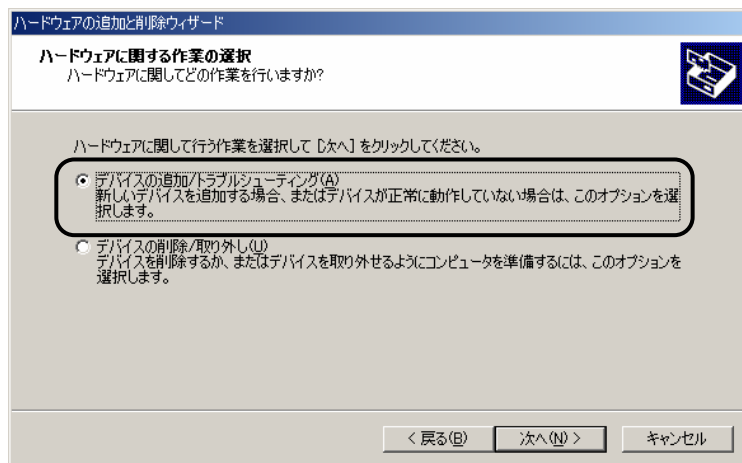 ハードウェアの追加と削除ウィザード
ハードウェアに関する作業の選択
ハードウェアに関してどの作業を行いますか?
ハードウェアに関して行う作業を選択して [次へ] をクリックしてください。
デバイスの追加/トラブルシューティング(A)
新しいデバイスを追加する場合、またはデバイスが正常に動作していない場合は、このオプションを選
択します。
デバイスの削除/取り外し(U)
デバイスを削除するか、またはデバイスを取り外せるようにコンピュータを準備するには、このオプションを
選択します。
< 戻る(B) 次へ(N) > キャンセル